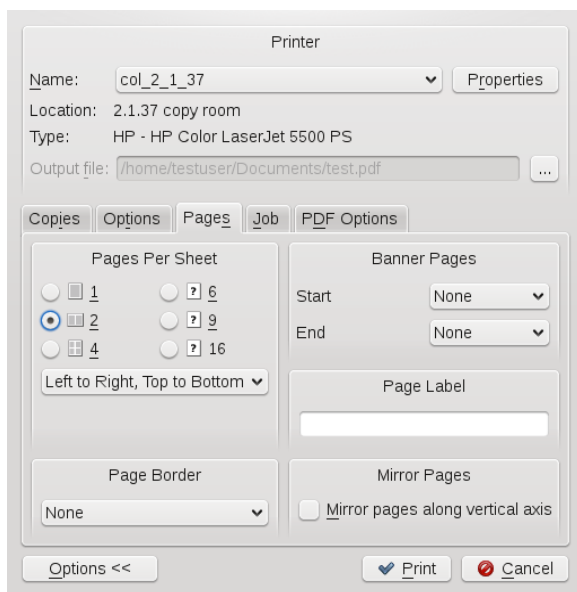 Printer
Name: col_2_1_37 Properties
Location: 2.1.37 copy room
Type: HP - HP Color LaserJet 5500 PS
Output file: /home/testuser/Documents/test.pdf ...
Copies Options Pages Job PDF Options
Pages Per Sheet
1 ? 6
2 ? 9
4 ? 16
Left to Right, Top to Bottom
Banner Pages
Start None
End None
Page Label
Page Border
None
Mirror Pages
Mirror pages along vertical axis
Options << Print Cancel